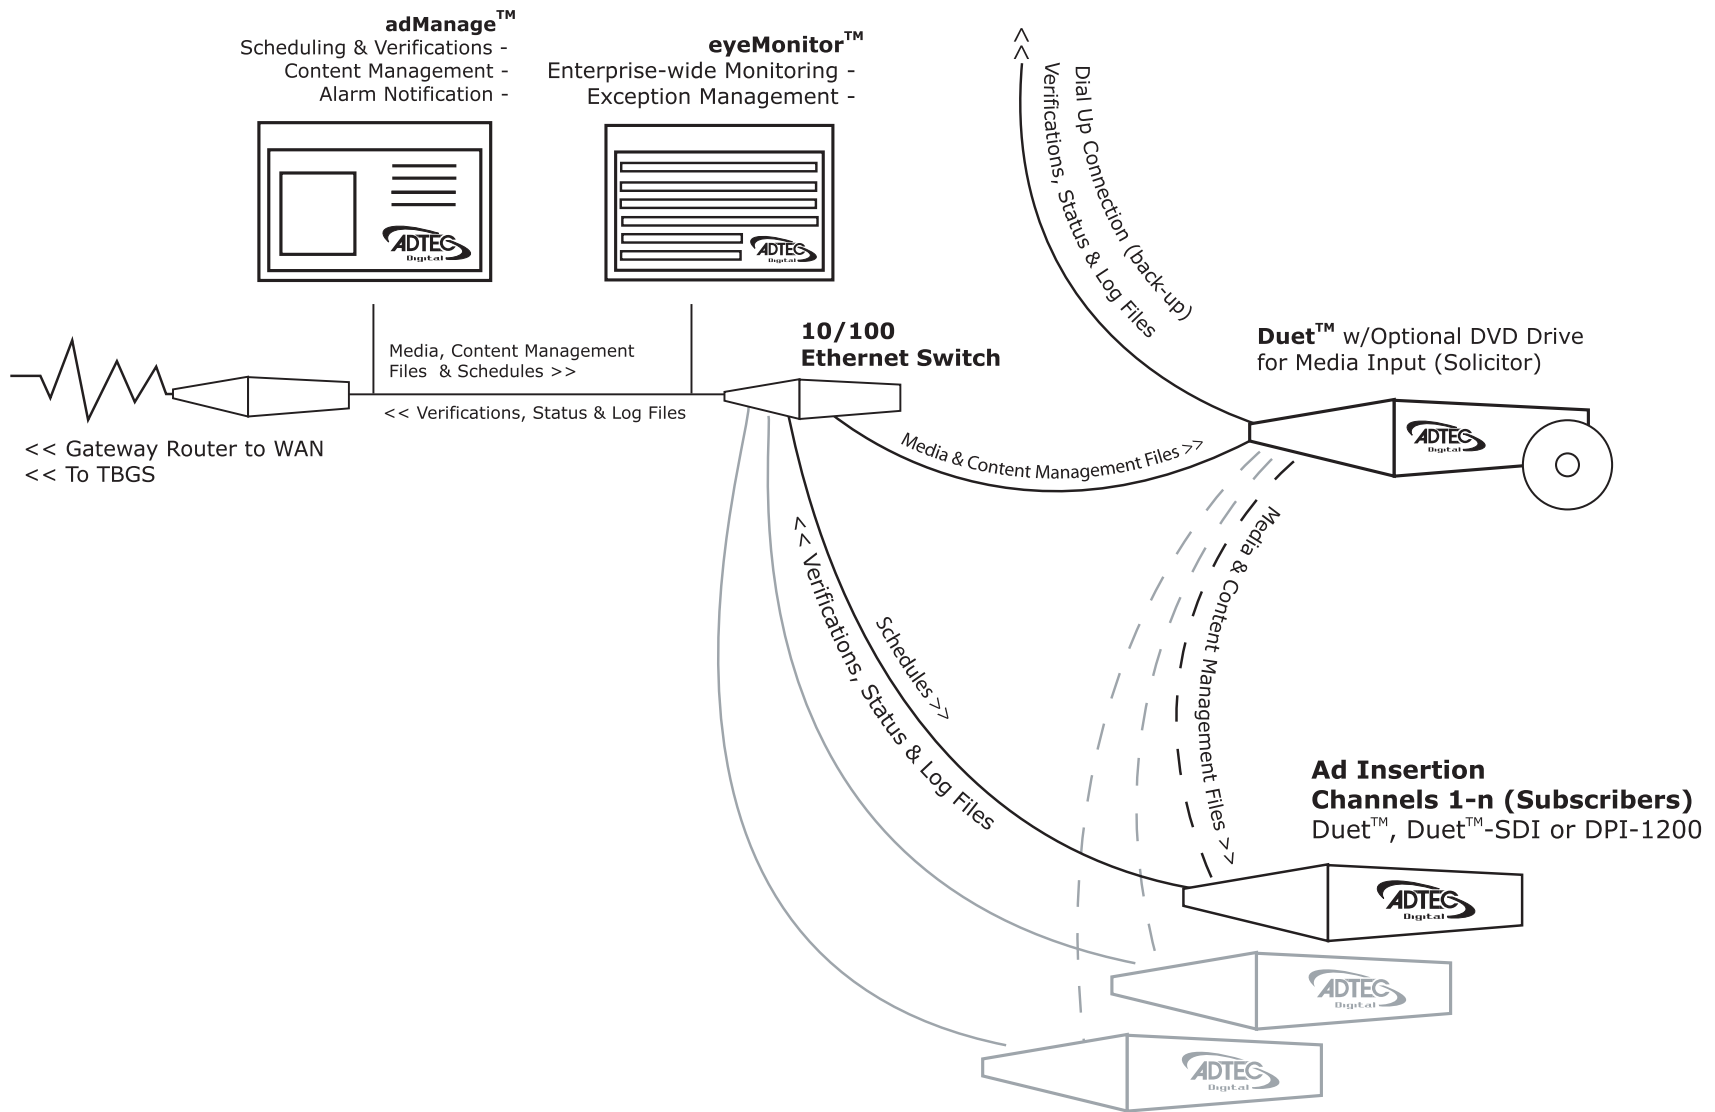 adManage™
Scheduling & Verifications -
Content Management -
Alarm Notification -
eyeMonitor™
Enterprise-wide Monitoring -
Exception Management -
ADTEC
Digital
ADTEC
Digital
<< Verifications, Status & Log Files
Dial Up Connection (back-up)
10/100
Ethernet Switch
Media, Content Management
Files & Schedules >>
<< Verifications, Status & Log Files
<< Gateway Router to WAN
<< To TBGS
Duet™ w/Optional DVD Drive
for Media Input (Solicitor)
ADTEC
Digital
Media & Content Management Files >>
Media & Content Management Files >>
Schedules >>
<< Verifications, Status & Log Files
Ad Insertion
Channels 1-n (Subscribers)
Duet™, Duet™-SDI or DPI-1200
ADTEC
Digital
ADTEC
Digital
ADTEC
Digital